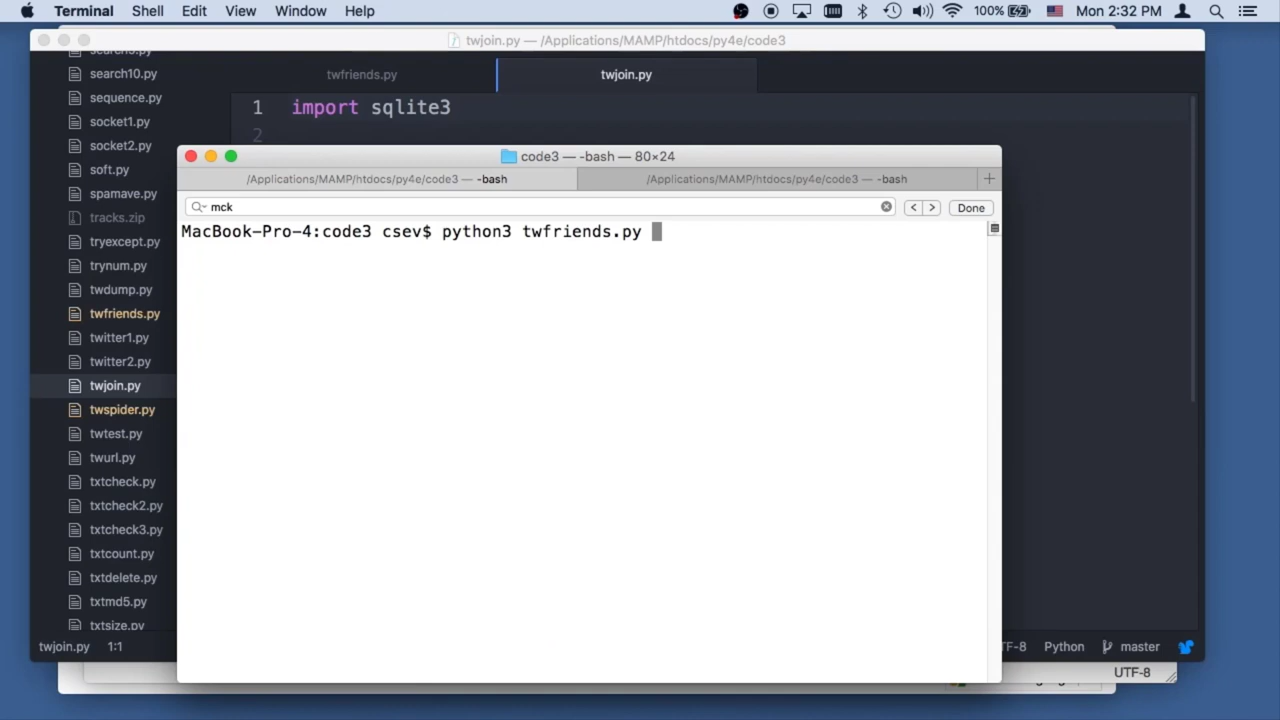 Terminal Shell Edit View Window Help 100% Mon 2:32 PM
twjoin.py — /Applications/MAMP/htdocs/py4e/code3
search10.py
sequence.py
socket1.py
socket2.py
soft.py
spamave.py
tracks.zip
tryexcept.py
trynum.py
twdump.py
twfriends.py
twitter1.py
twitter2.py
twjoin.py
twspider.py
twtest.py
twurl.py
txtcheck.py
txtcheck2.py
txtcheck3.py
txtcount.py
txtdelete.py
txtmd5.py
txtsize.py
twfriends.py twjoin.py
1 import sqlite3
2
code3 — -bash — 80×24
/Applications/MAMP/htdocs/py4e/code3 — -bash /Applications/MAMP/htdocs/py4e/code3 — -bash
mck Done
MacBook-Pro-4:code3 csev$ python3 twfriends.py
twjoin.py 1:1 TF-8 Python master
UTF-8